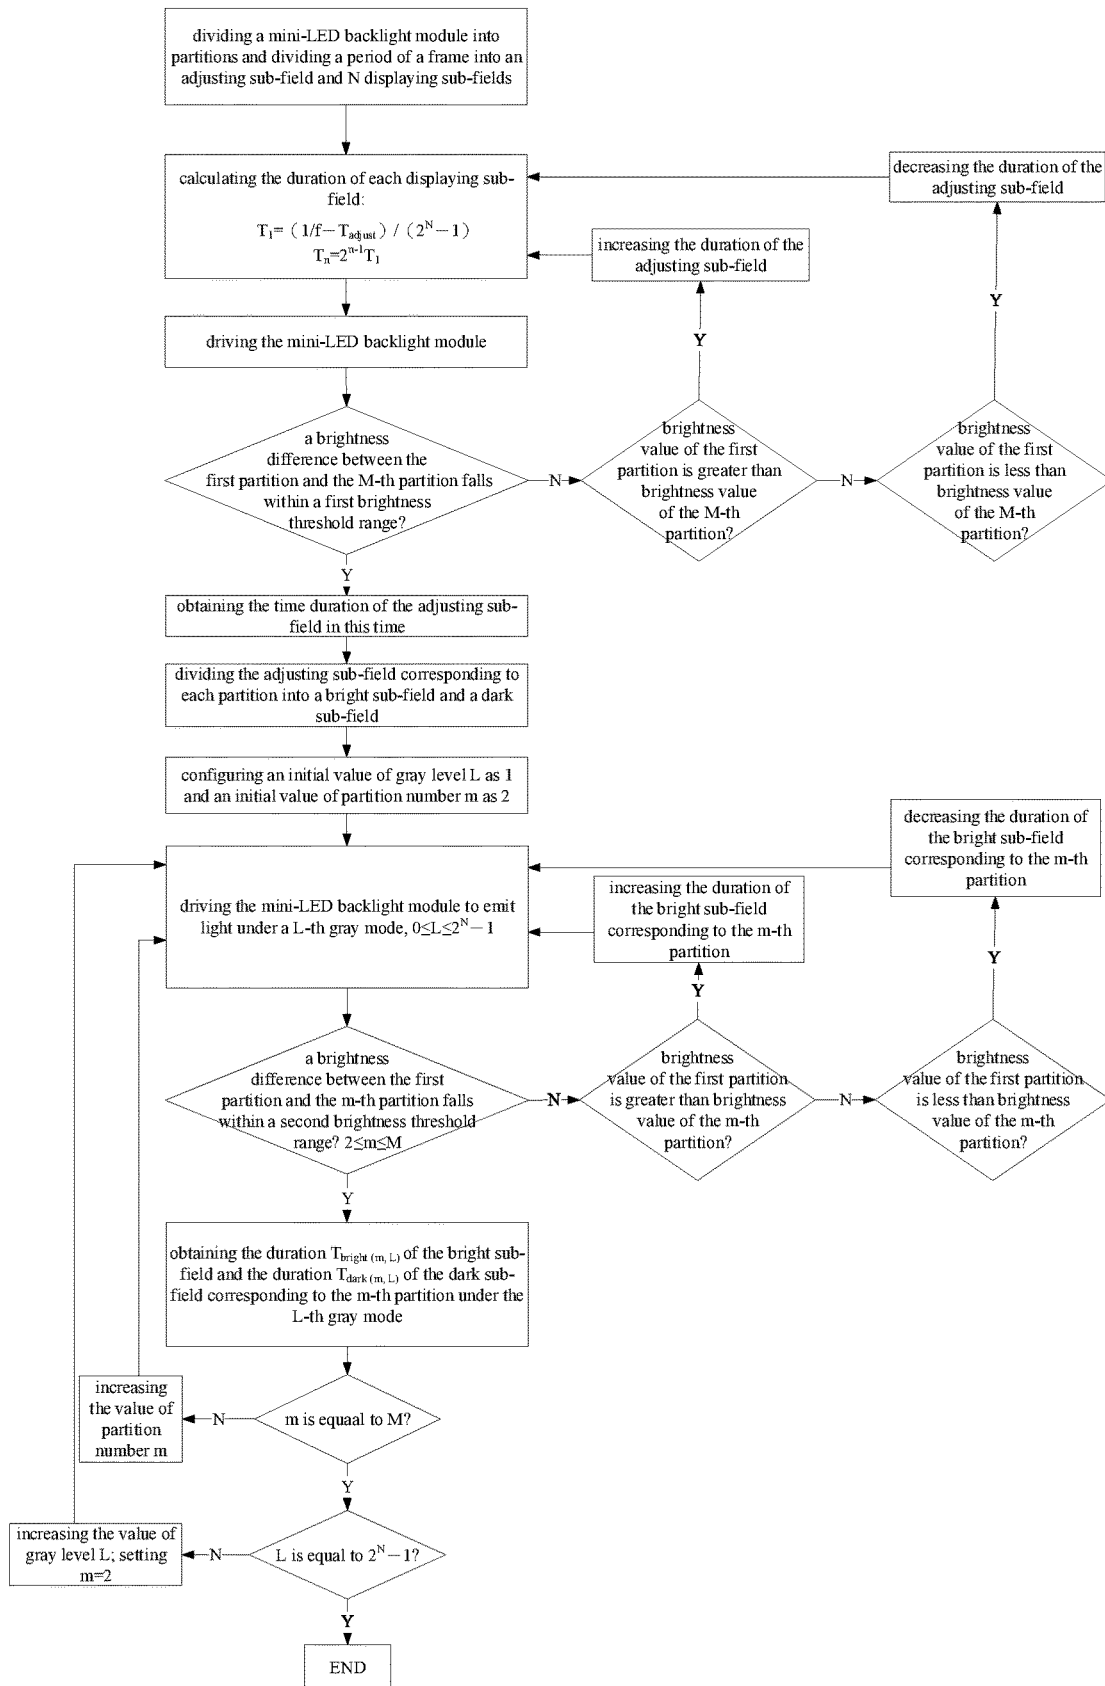 dividing a mini-LED backlight module into
partitions and dividing a period of a frame into an
adjusting sub-field and N displaying sub-fields
calculating the duration of each displaying sub-
field:
T₁=（1/f－T_adjust）/（2^N－1）
Tₙ=2^{n-1}T₁
decreasing the duration of the
adjusting sub-field
increasing the duration of the
adjusting sub-field
Y
Y
driving the mini-LED backlight module
a brightness
difference between the
first partition and the M-th partition falls
within a first brightness
threshold range?
N
brightness
value of the first
partition is greater than
brightness value
of the M-th
partition?
N
brightness
value of the first
partition is less than
brightness value
of the M-th
partition?
Y
obtaining the time duration of the adjusting sub-
field in this time
dividing the adjusting sub-field corresponding to
each partition into a bright sub-field and a dark
sub-field
configuring an initial value of gray level L as 1
and an initial value of partition number m as 2
driving the mini-LED backlight module to emit
light under a L-th gray mode, 0≤L≤2^N－1
increasing the duration of
the bright sub-field
corresponding to the m-th
partition
decreasing the duration of
the bright sub-field
corresponding to the m-th
partition
Y
Y
a brightness
difference between the first
partition and the m-th partition falls
within a second brightness threshold
range? 2≤m≤M
N
brightness
value of the first partition
is greater than brightness
value of the m-th
partition?
N
brightness
value of the first partition
is less than brightness
value of the m-th
partition?
Y
obtaining the duration T_bright (m, L) of the bright sub-
field and the duration T_dark (m, L) of the dark sub-
field corresponding to the m-th partition under the
L-th gray mode
increasing
the value of
partition
number m
N
m is equaal to M?
Y
increasing the value of
gray level L; setting
m=2
N
L is equal to 2^N－1?
Y
END